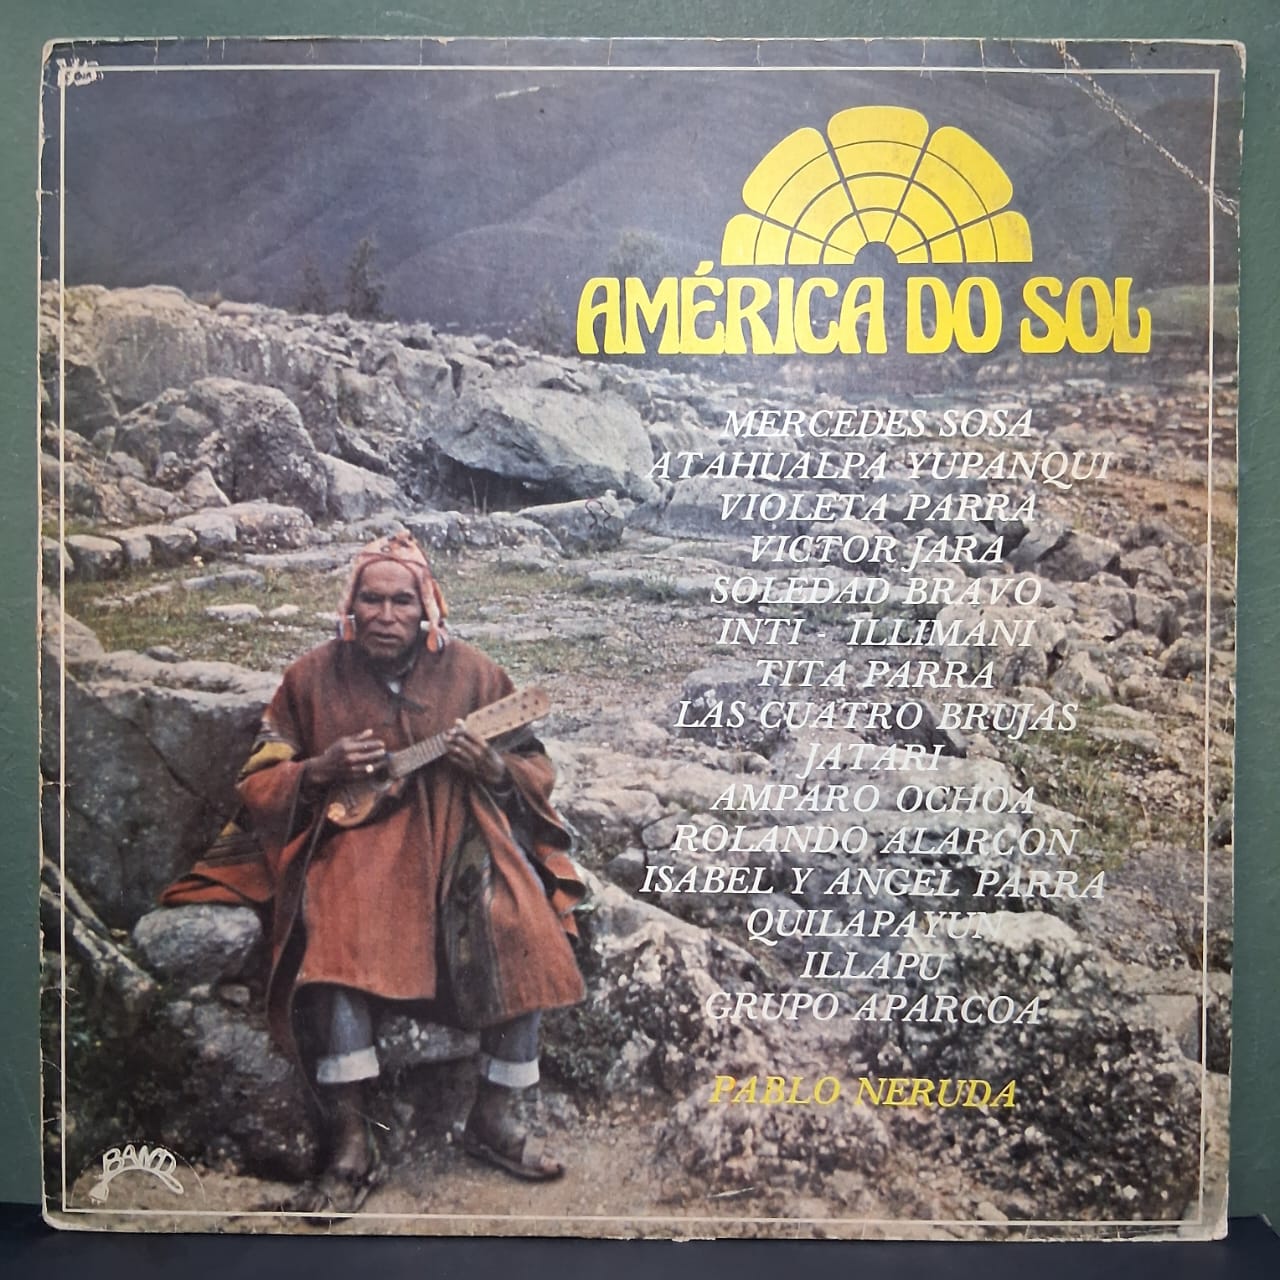 AMÉRICA DO SOL
MERCEDES SOSA
ATAHUALPA YUPANQUI
VIOLETA PARRA
VICTOR JARA
SOLEDAD BRAVO
INTI - ILLIMANI
TITA PARRA
LAS CUATRO BRUJAS
JATARI
AMPARO OCHOA
ROLANDO ALARCON
ISABEL Y ANGEL PARRA
QUILAPAYUN
ILLAPU
GRUPO APARCOA
PABLO NERUDA
BAND